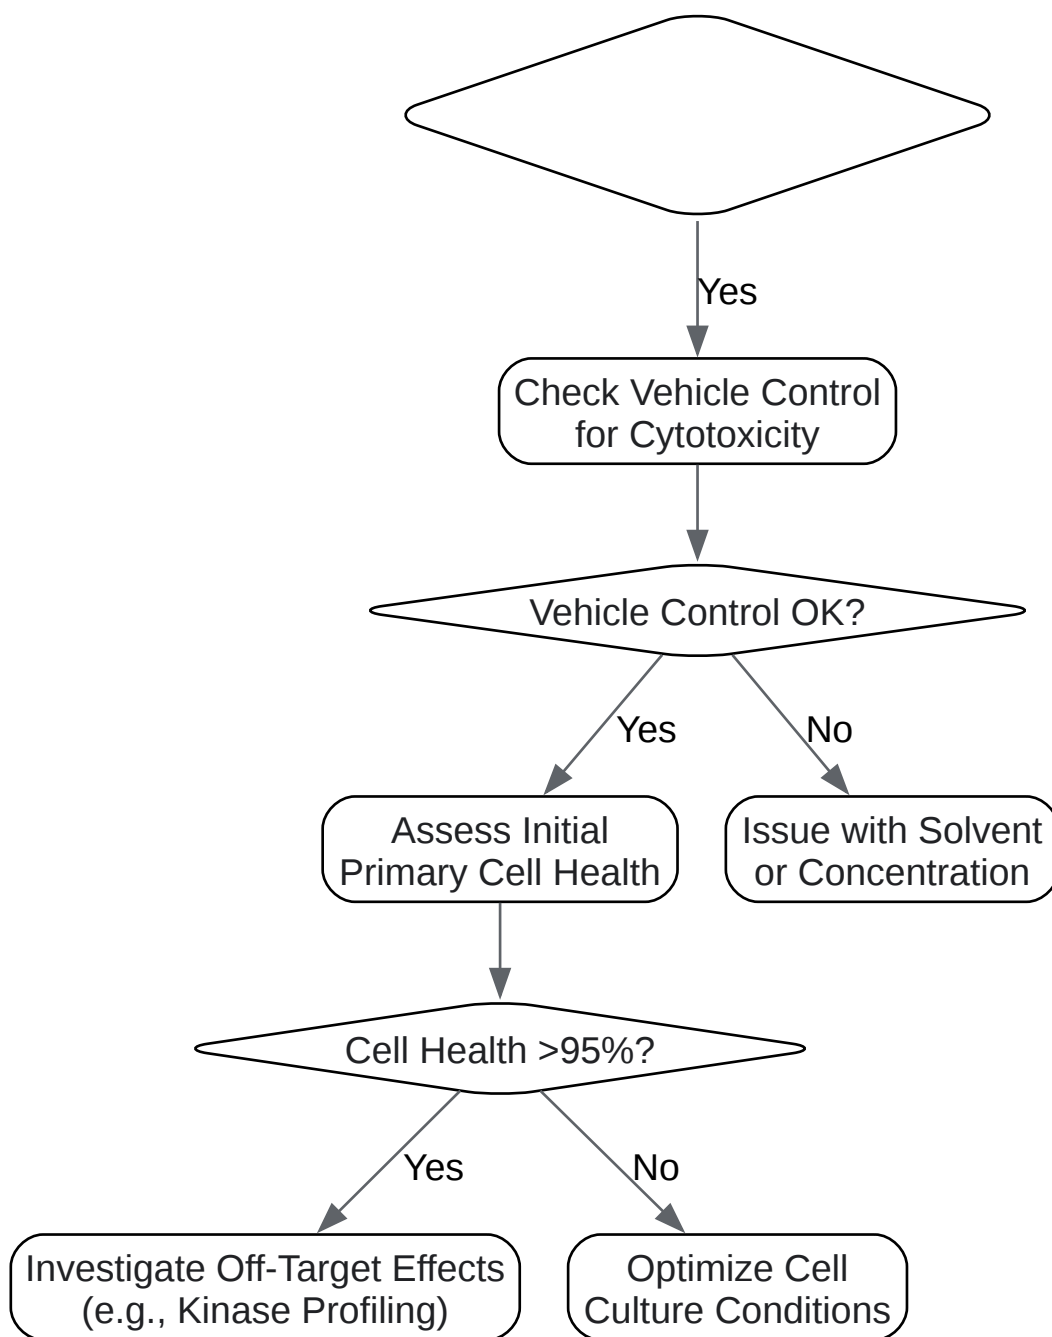 Yes
Check Vehicle Control
for Cytotoxicity
Vehicle Control OK?
Yes
No
Assess Initial
Primary Cell Health
Issue with Solvent
or Concentration
Cell Health >95%?
Yes
No
Investigate Off-Target Effects
(e.g., Kinase Profiling)
Optimize Cell
Culture Conditions